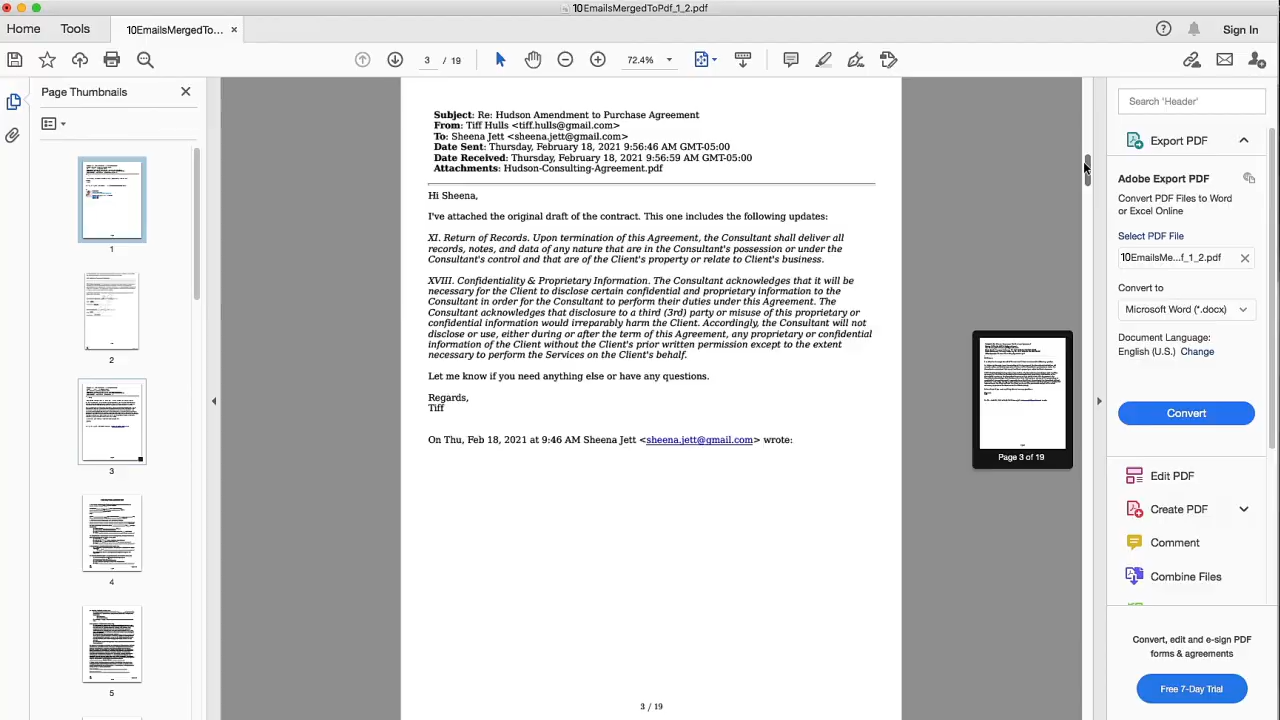 10EmailsMergedToPdf_1_2.pdf
Home
Tools
10EmailsMergedTo...
Sign In
3 / 19
72.4%
Page Thumbnails
1
2
3
4
5
Subject: Re: Hudson Amendment to Purchase Agreement
From: Tiff Hulls <tiff.hulls@gmail.com>
To: Sheena Jett <sheena.jett@gmail.com>
Date Sent: Thursday, February 18, 2021 9:56:46 AM GMT-05:00
Date Received: Thursday, February 18, 2021 9:56:59 AM GMT-05:00
Attachments: Hudson-Consulting-Agreement.pdf
Hi Sheena,
I've attached the original draft of the contract. This one includes the following updates:
XI. Return of Records. Upon termination of this Agreement, the Consultant shall deliver all
records, notes, and data of any nature that are in the Consultant's possession or under the
Consultant's control and that are of the Client's property or relate to Client's business.
XVIII. Confidentiality & Proprietary Information. The Consultant acknowledges that it will be
necessary for the Client to disclose certain confidential and proprietary information to the
Consultant in order for the Consultant to perform their duties under this Agreement. The
Consultant acknowledges that disclosure to a third (3rd) party or misuse of this proprietary or
confidential information would irreparably harm the Client. Accordingly, the Consultant will not
disclose or use, either during or after the term of this Agreement, any proprietary or confidential
information of the Client without the Client's prior written permission except to the extent
necessary to perform the Services on the Client's behalf.
Let me know if you need anything else or have any questions.
Regards,
Tiff
On Thu, Feb 18, 2021 at 9:46 AM Sheena Jett <sheena.jett@gmail.com> wrote:
3 / 19
Page 3 of 19
Search 'Header'
Export PDF
Adobe Export PDF
Convert PDF Files to Word
or Excel Online
Select PDF File
10EmailsMe...f_1_2.pdf
Convert to
Microsoft Word (*.docx)
Document Language:
English (U.S.) Change
Convert
Edit PDF
Create PDF
Comment
Combine Files
Convert, edit and e-sign PDF
forms & agreements
Free 7-Day Trial